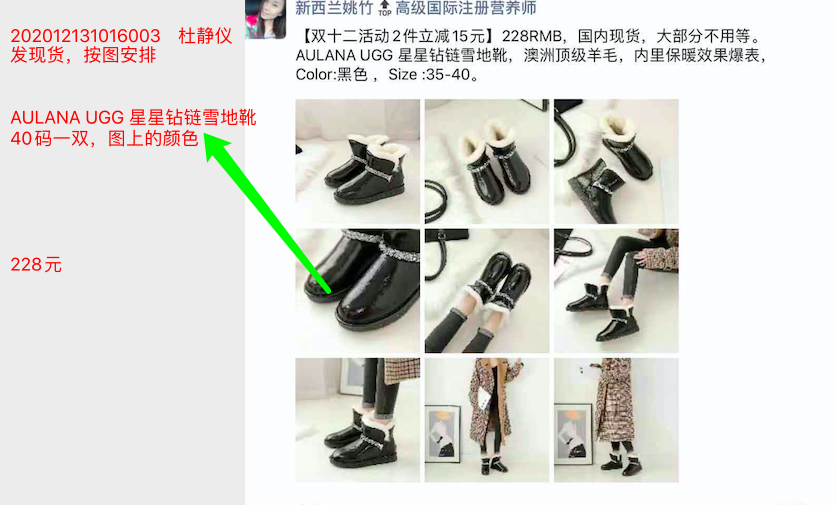 202012131016003 杜静仪
发现货，按图安排
AULANA UGG 星星钻链雪地靴
40码一双，图上的颜色
228元
新西兰姚竹 TOP 高级国际注册营养师
【双十二活动2件立减15元】228RMB，国内现货，大部分不用等。
AULANA UGG 星星钻链雪地靴，澳洲顶级羊毛，内里保暖效果爆表，
Color:黑色 ，Size :35-40。